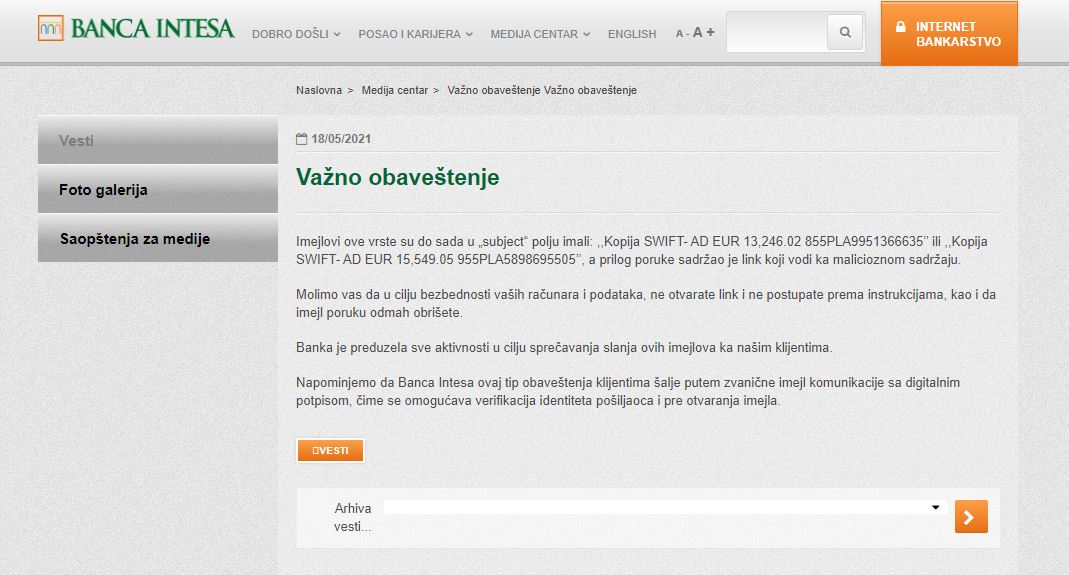 BANCA INTESA
DOBRO DOŠLI POSAO I KARIJERA MEDIJA CENTAR ENGLISH A - A +
INTERNET
BANKARSTVO
Naslovna > Medija centar > Važno obaveštenje Važno obaveštenje
Vesti
Foto galerija
Saopštenja za medije
18/05/2021
Važno obaveštenje
Imejlovi ove vrste su do sada u „subject“ polju imali: ,,Kopija SWIFT- AD EUR 13,246.02 855PLA9951366635’’ ili ,,Kopija
SWIFT- AD EUR 15,549.05 955PLA5898695505’’, a prilog poruke sadržao je link koji vodi ka malicioznom sadržaju.
Molimo vas da u cilju bezbednosti vaših računara i podataka, ne otvarate link i ne postupate prema instrukcijama, kao i da
imejl poruku odmah obrišete.
Banka je preduzela sve aktivnosti u cilju sprečavanja slanja ovih imejlova ka našim klijentima.
Napominjemo da Banca Intesa ovaj tip obaveštenja klijentima šalje putem zvanične imejl komunikacije sa digitalnim
potpisom, čime se omogućava verifikacija identiteta pošiljaoca i pre otvaranja imejla.
VESTI
Arhiva
vesti...